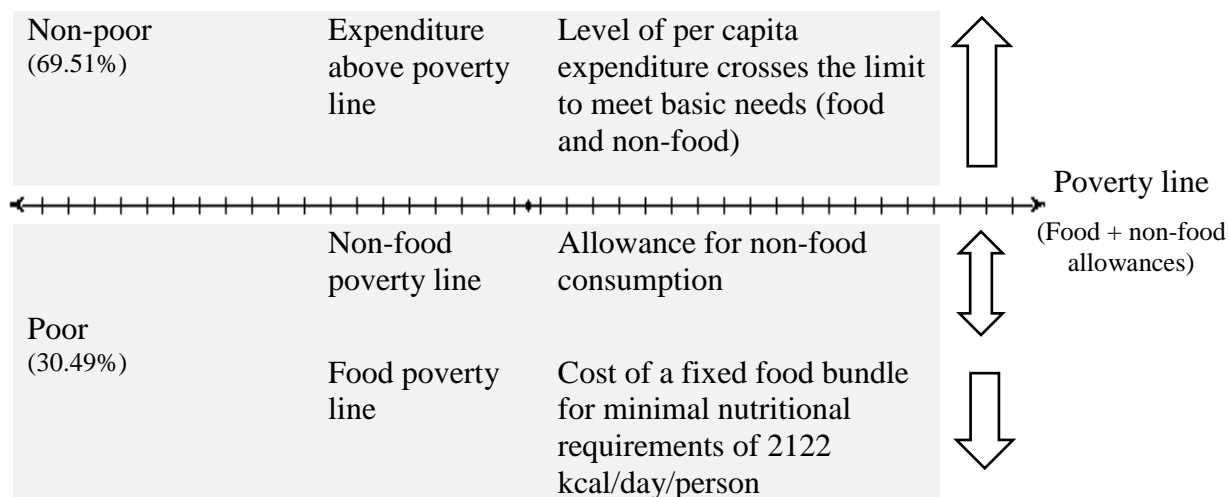 Non-poor
(69.51%)
Expenditure
above poverty
line
Level of per capita
expenditure crosses the limit
to meet basic needs (food
and non-food)
Poverty line
(Food + non-food
allowances)
Poor
(30.49%)
Non-food
poverty line
Allowance for non-food
consumption
Food poverty
line
Cost of a fixed food bundle
for minimal nutritional
requirements of 2122
kcal/day/person